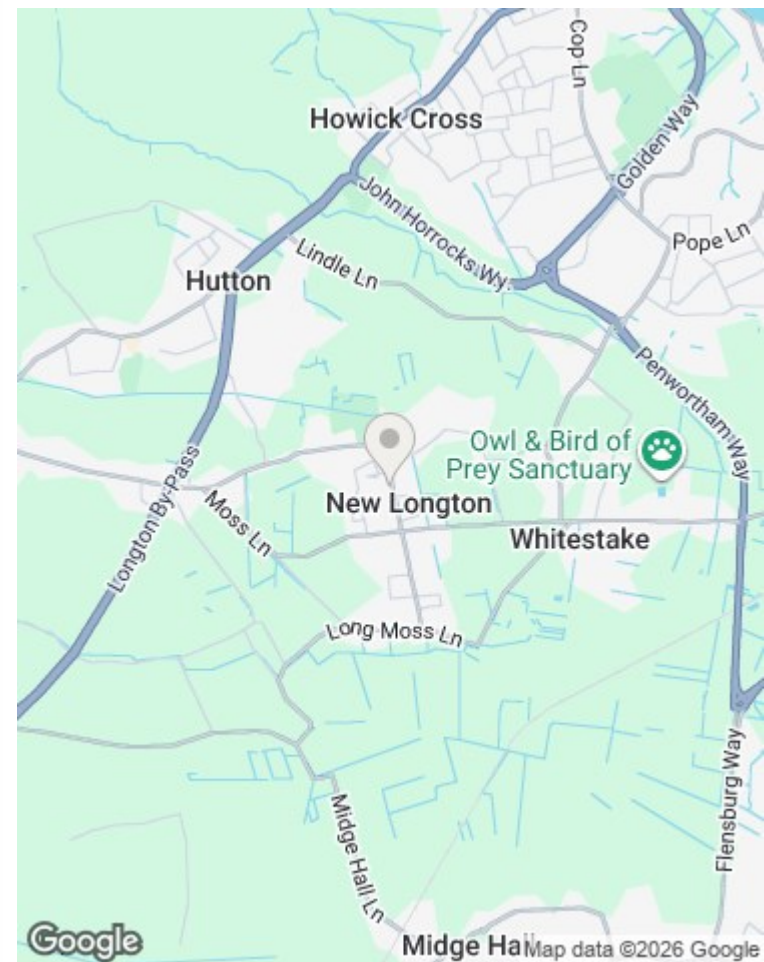 Cop Ln
Howick Cross
Golden Way
John Horrocks Wy.
Pope Ln
Lindle Ln
Hutton
Penwortham Way
Owl & Bird of
Prey Sanctuary
New Longton
Longton By-Pass
Moss Ln
Whitestake
Long Moss Ln
Flensburg Way
Midge Hall Ln
Google
Midge Hall
Map data ©2026 Google